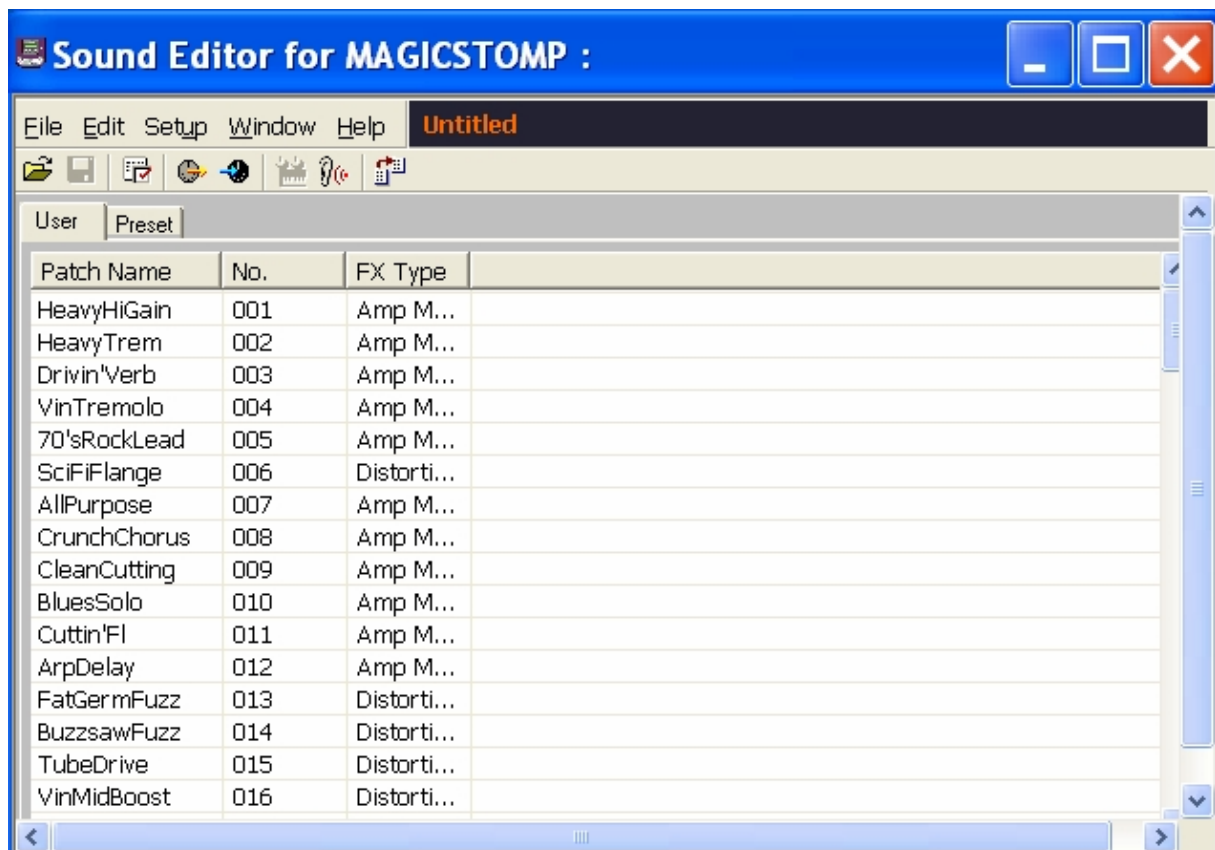 Sound Editor for MAGICSTOMP :
File Edit Setup Window Help Untitled
User Preset
Patch Name No. FX Type
HeavyHiGain 001 Amp M...
HeavyTrem 002 Amp M...
Drivin'Verb 003 Amp M...
VinTremolo 004 Amp M...
70'sRockLead 005 Amp M...
SciFiFlange 006 Distorti...
AllPurpose 007 Amp M...
CrunchChorus 008 Amp M...
CleanCutting 009 Amp M...
BluesSolo 010 Amp M...
Cuttin'Fl 011 Amp M...
ArpDelay 012 Amp M...
FatGermFuzz 013 Distorti...
BuzzsawFuzz 014 Distorti...
TubeDrive 015 Distorti...
VinMidBoost 016 Distorti...